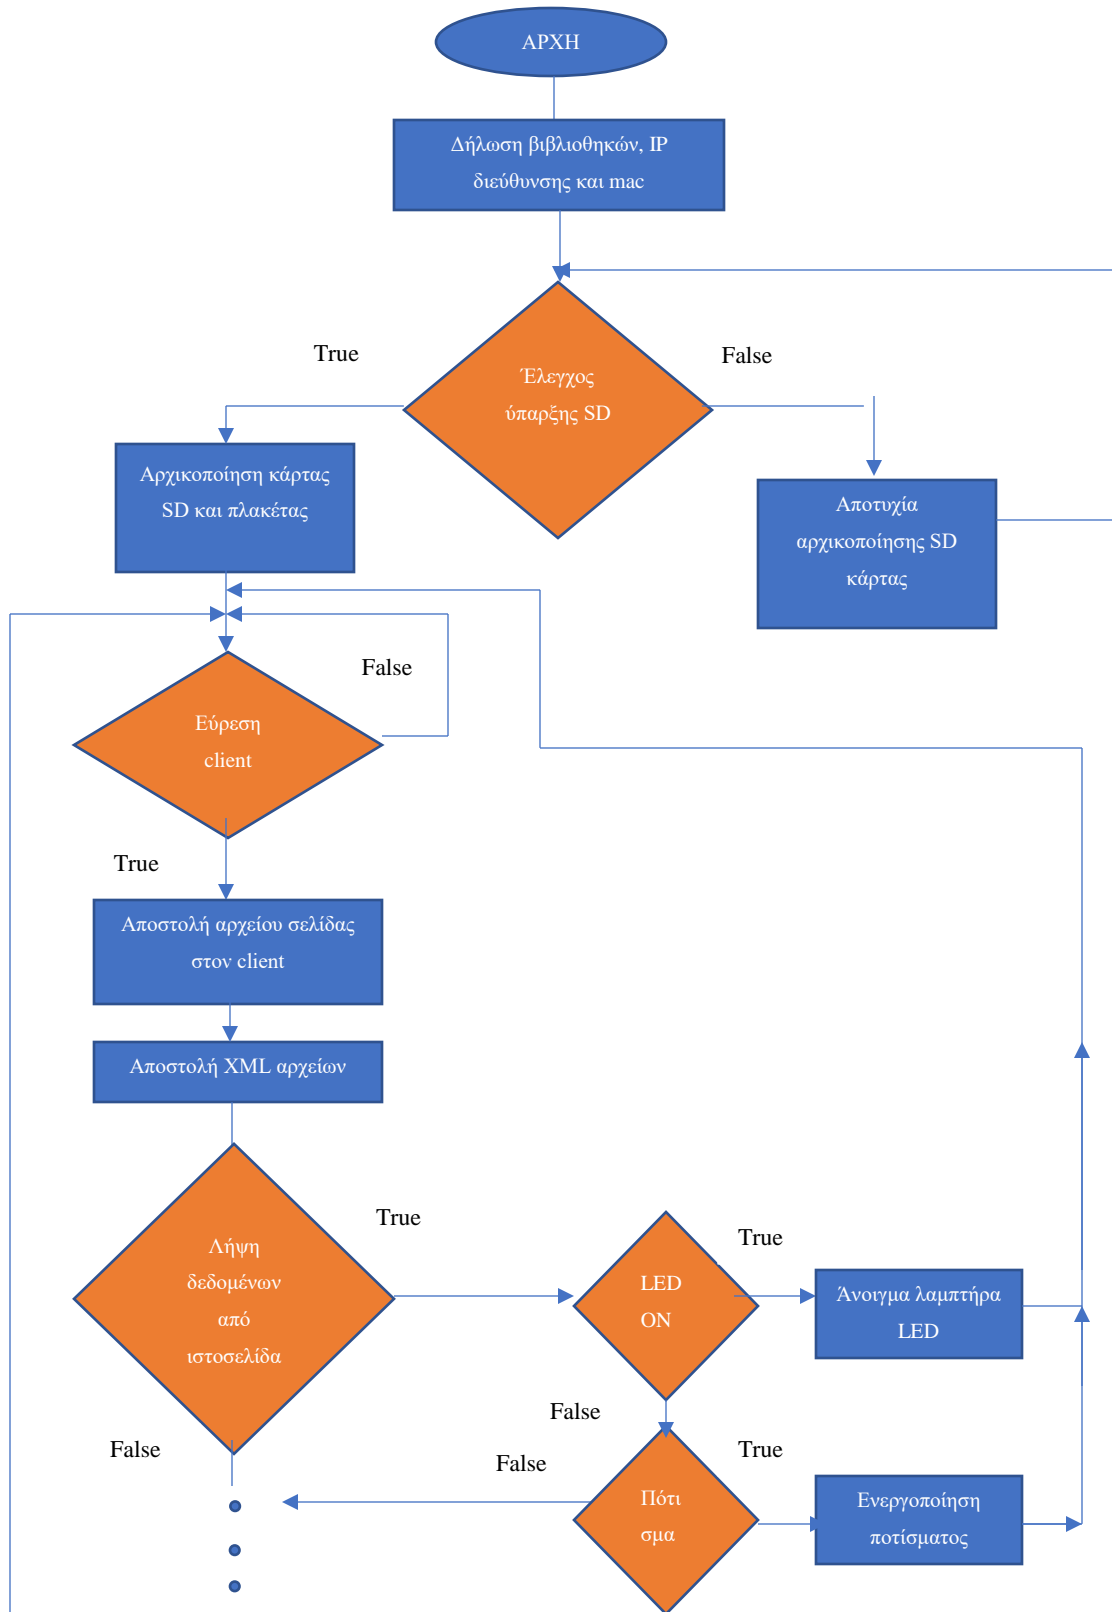 ΑΡΧΗ
Δήλωση βιβλιοθηκών, IP
διεύθυνσης και mac
True
False
Έλεγχος
ύπαρξης SD
Αρχικοποίηση κάρτας
SD και πλακέτας
Αποτυχία
αρχικοποίησης SD
κάρτας
False
Εύρεση
client
True
Αποστολή αρχείου σελίδας
στον client
Αποστολή XML αρχείων
True
True
Λήψη
δεδομένων
από
ιστοσελίδα
LED
ON
Άνοιγμα λαμπτήρα
LED
False
False
False
True
Πότι
σμα
Ενεργοποίηση
ποτίσματος